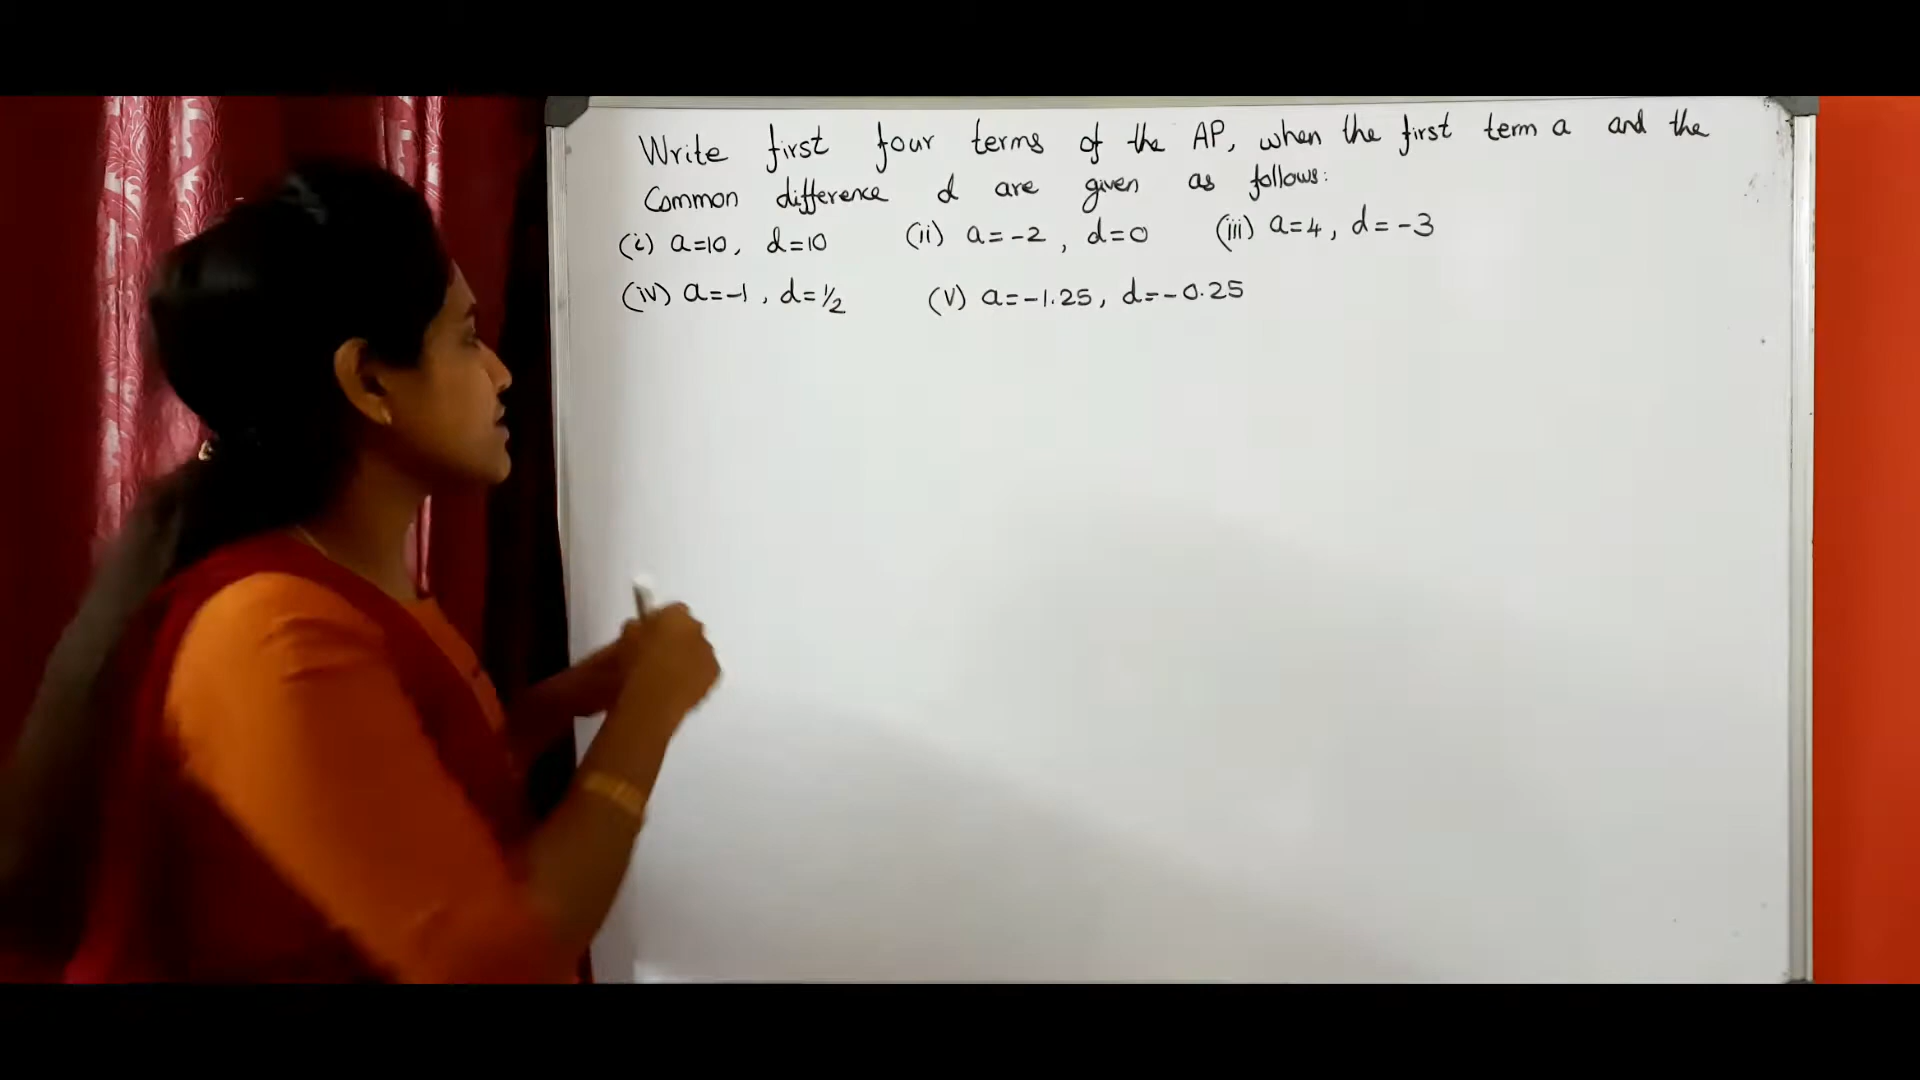 Write first four terms of the AP, when the first term a and the
Common difference d are given as follows:
(i) a=10, d=10 (ii) a=-2, d=0 (iii) a=4, d=-3
(iv) a=-1, d=1/2 (V) a=-1.25, d=-0.25